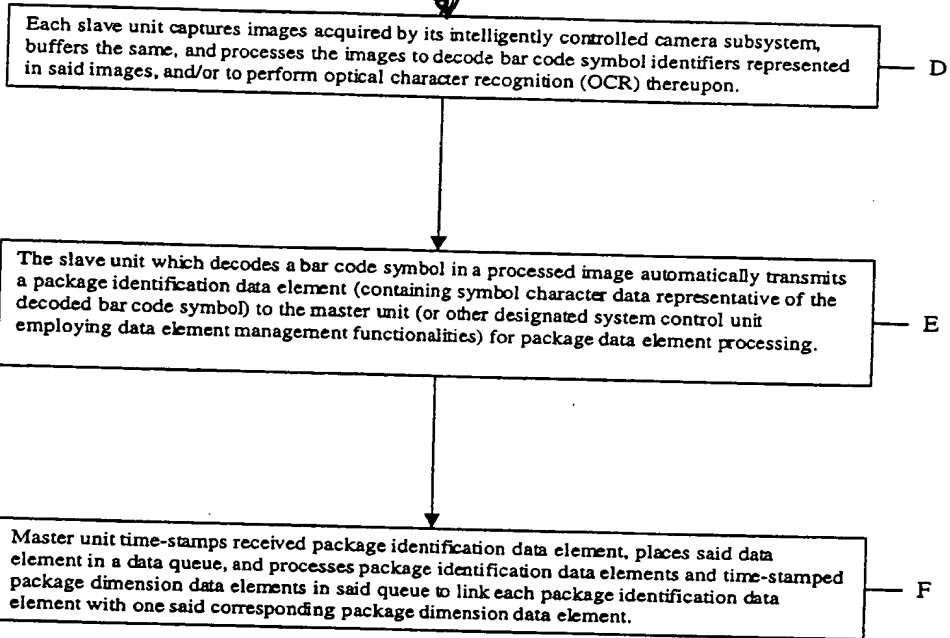 Each slave unit captures images acquired by its intelligently controlled camera subsystem,
buffers the same, and processes the images to decode bar code symbol identifiers represented
in said images, and/or to perform optical character recognition (OCR) thereupon.
D
The slave unit which decodes a bar code symbol in a processed image automatically transmits
a package identification data element (containing symbol character data representative of the
decoded bar code symbol) to the master unit (or other designated system control unit
employing data element management functionalities) for package data element processing.
E
Master unit time-stamps received package identification data element, places said data
element in a data queue, and processes package identification data elements and time-stamped
package dimension data elements in said queue to link each package identification data
element with one said corresponding package dimension data element.
F